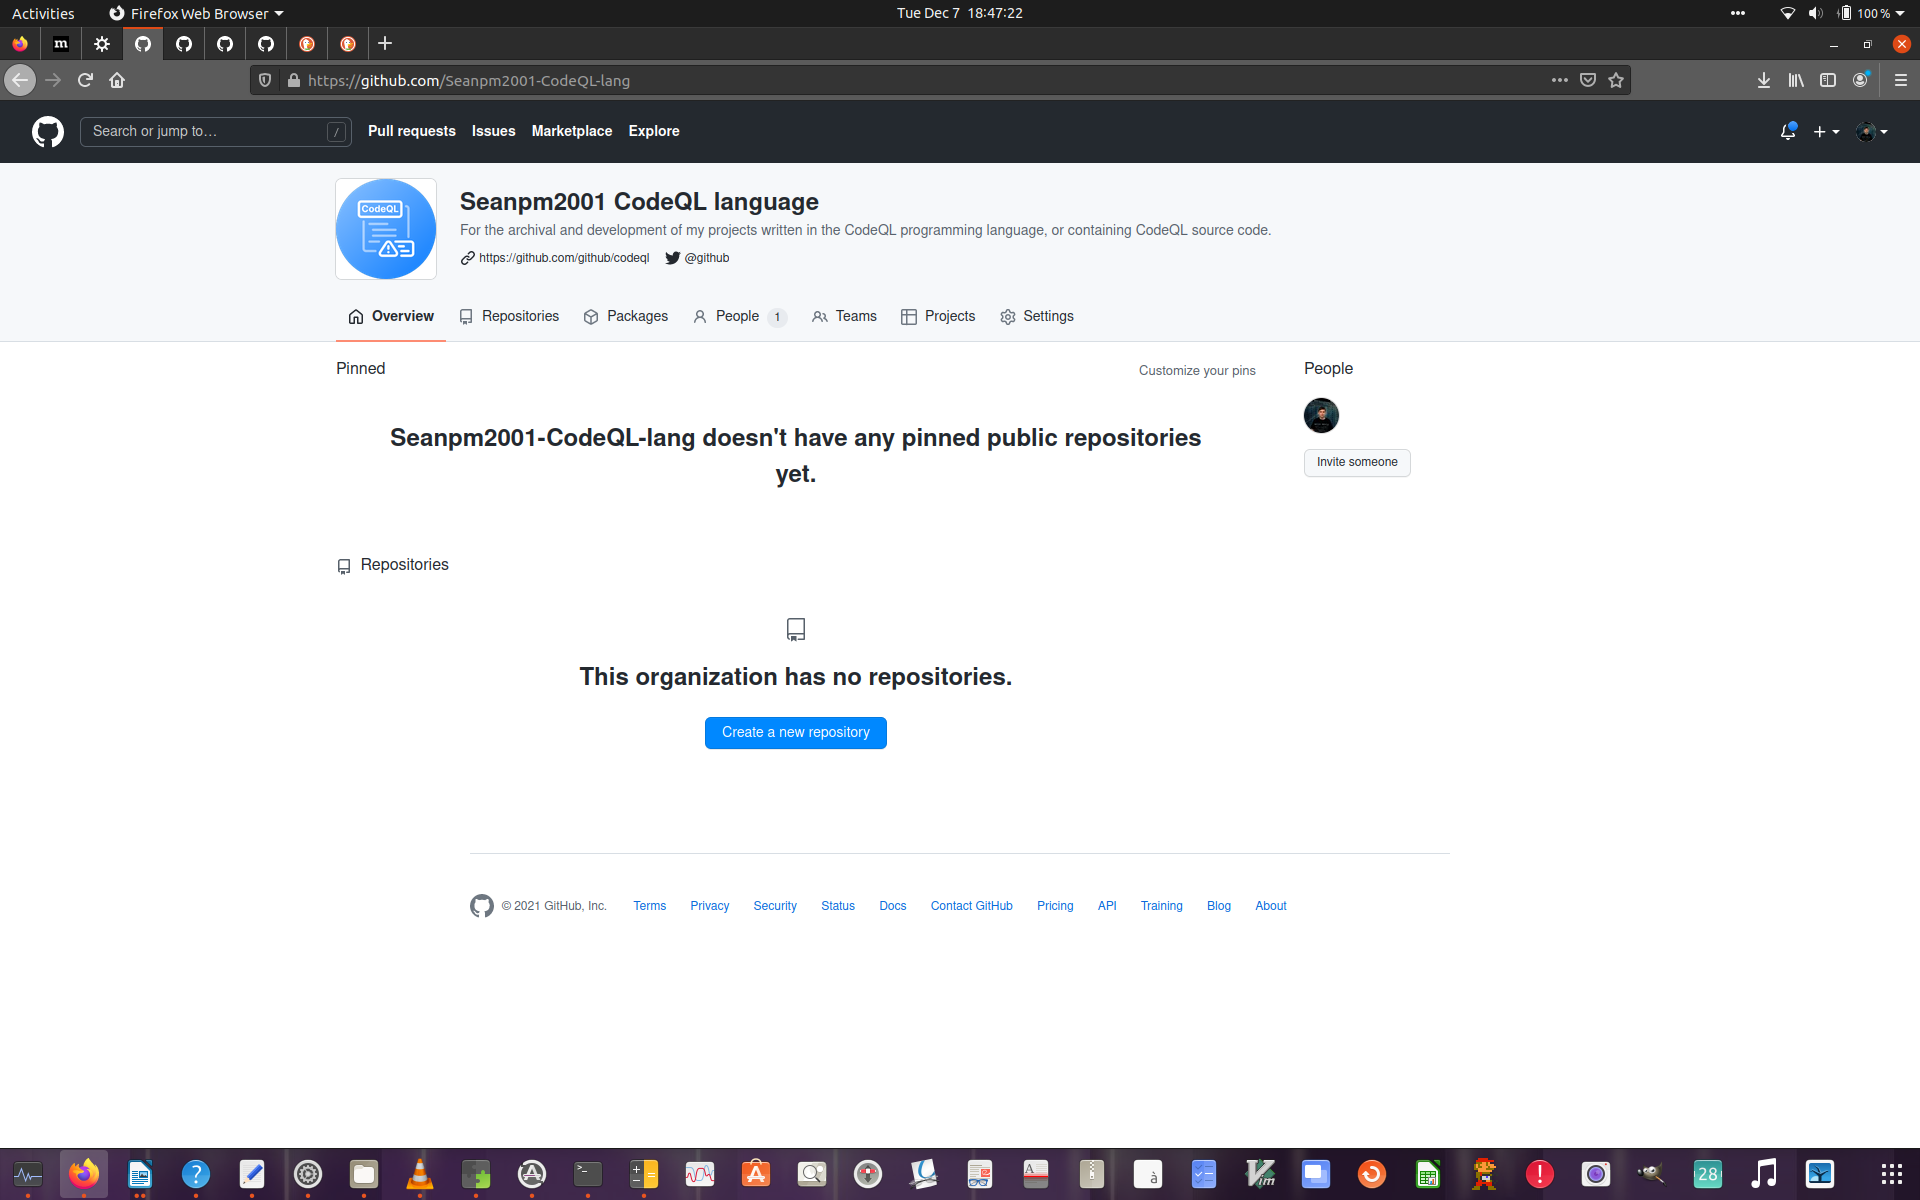 Activities
Firefox Web Browser
Tue Dec 7 18:47:22
100 %
m
https://github.com/Seanpm2001-CodeQL-lang
Search or jump to…
/
Pull requests
Issues
Marketplace
Explore
CodeQL
Seanpm2001 CodeQL language
For the archival and development of my projects written in the CodeQL programming language, or containing CodeQL source code.
https://github.com/github/codeql
@github
Overview
Repositories
Packages
People 1
Teams
Projects
Settings
Pinned
Customize your pins
People
Seanpm2001-CodeQL-lang doesn't have any pinned public repositories
yet.
Invite someone
Repositories
This organization has no repositories.
Create a new repository
© 2021 GitHub, Inc.
Terms
Privacy
Security
Status
Docs
Contact GitHub
Pricing
API
Training
Blog
About
?
>_
A
à
Vim
!
28